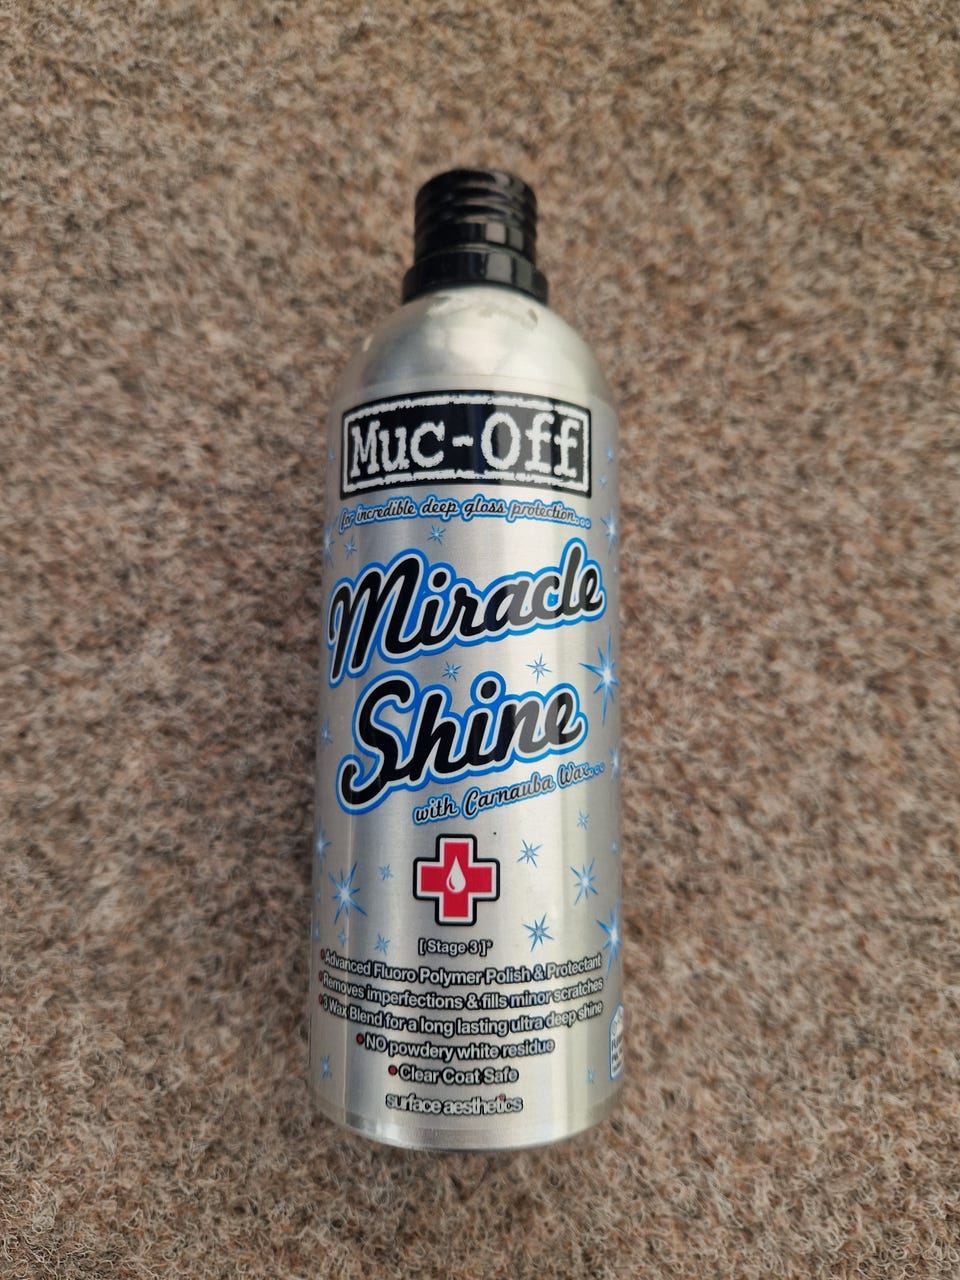 Muc-Off
for incredible deep gloss protection...
Miracle
Shine
with Carnauba Wax...
[Stage 3]*
•Advanced Fluoro Polymer Polish & Protectant
•Removes imperfections & fills minor scratches
•3 Wax Blend for a long lasting ultra deep shine
•NO powdery white residue
•Clear Coat Safe
surface aesthetics